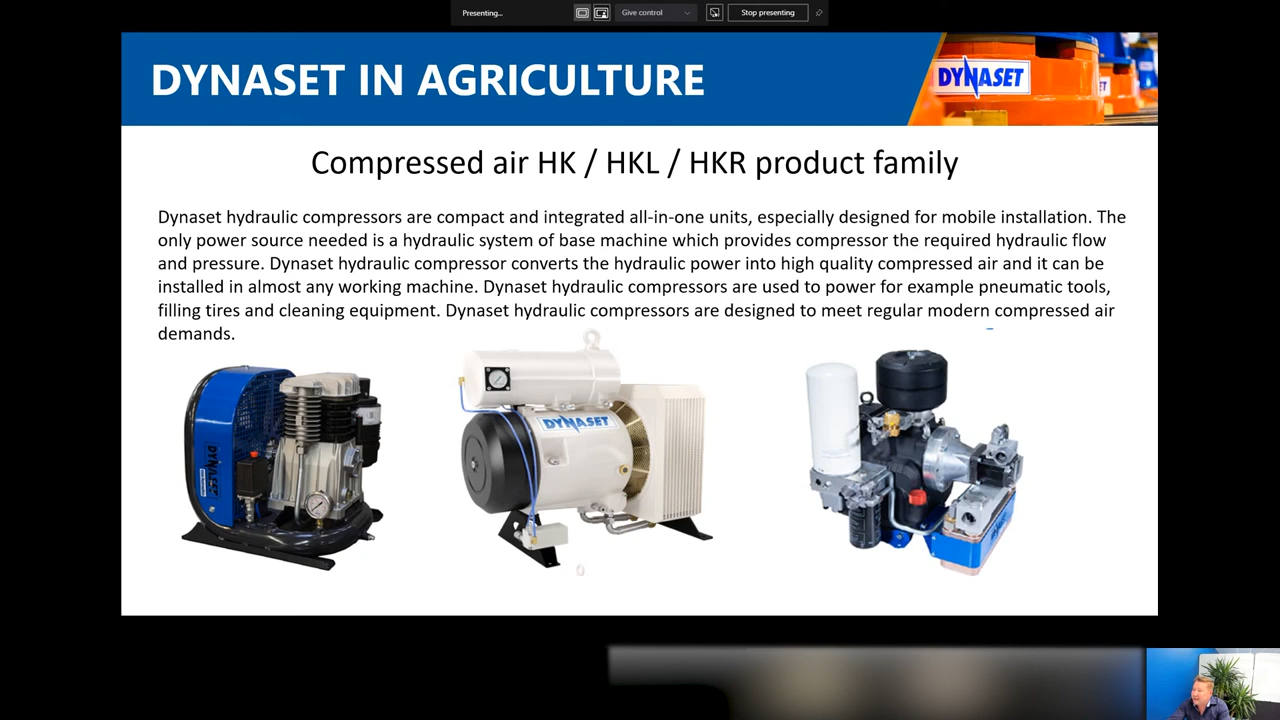 Presenting...
Give control
Stop presenting
DYNASET IN AGRICULTURE
DYNASET
ET
Compressed air HK / HKL / HKR product family
Dynaset hydraulic compressors are compact and integrated all-in-one units, especially designed for mobile installation. The
only power source needed is a hydraulic system of base machine which provides compressor the required hydraulic flow
and pressure. Dynaset hydraulic compressor converts the hydraulic power into high quality compressed air and it can be
installed in almost any working machine. Dynaset hydraulic compressors are used to power for example pneumatic tools,
filling tires and cleaning equipment. Dynaset hydraulic compressors are designed to meet regular modern compressed air
demands.
DYNASET
DYNASET